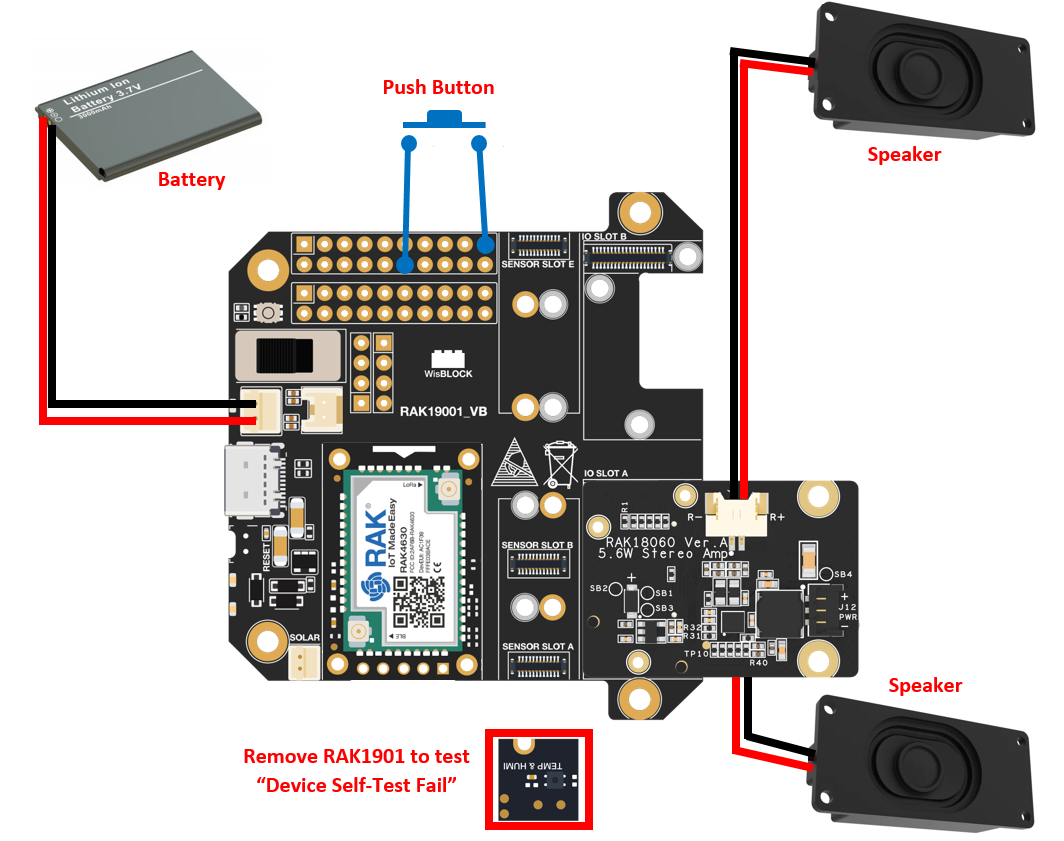 Lithium Ion
Battery 3.7V
3000mAh
Battery
Push Button
Speaker
IO SLOT B
SENSOR SLOT E
WisBLOCK
RAK19001_VB
IO SLOT A
LoRa
RAK®
IoT Made Easy
RAK4630
BLE
RESET
SOLAR
SENSOR SLOT B
SENSOR SLOT A
R1
R-
R+
RAK18060 Ver.A
5.6W Stereo Amp
SB2
SB1
SB3
SB4
+
J12
PWR
-
R32
R31
TP10
R40
+
Speaker
Remove RAK1901 to test
“Device Self-Test Fail”
TEMP & HUMI